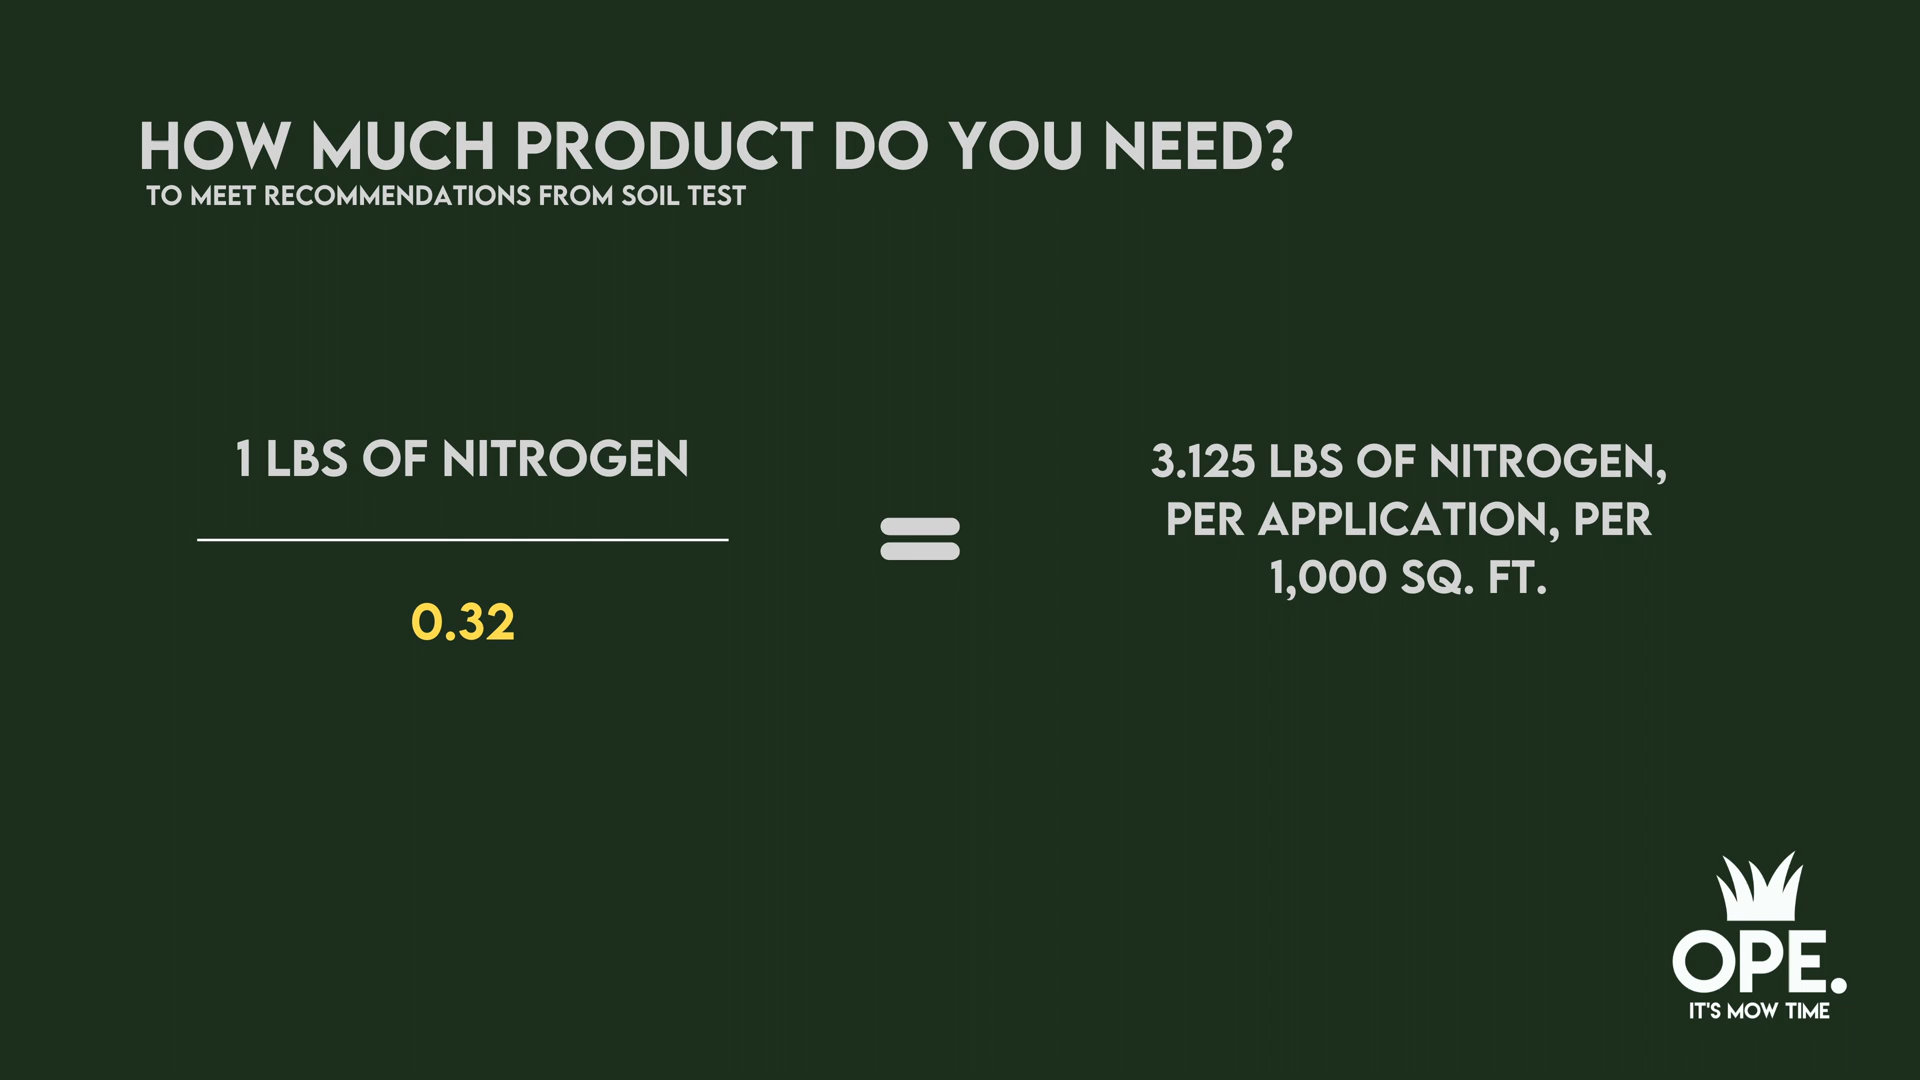 HOW MUCH PRODUCT DO YOU NEED?
TO MEET RECOMMENDATIONS FROM SOIL TEST
1 LBS OF NITROGEN
0.32
=
3.125 LBS OF NITROGEN,
PER APPLICATION, PER
1,000 SQ. FT.
OPE.
IT'S MOW TIME